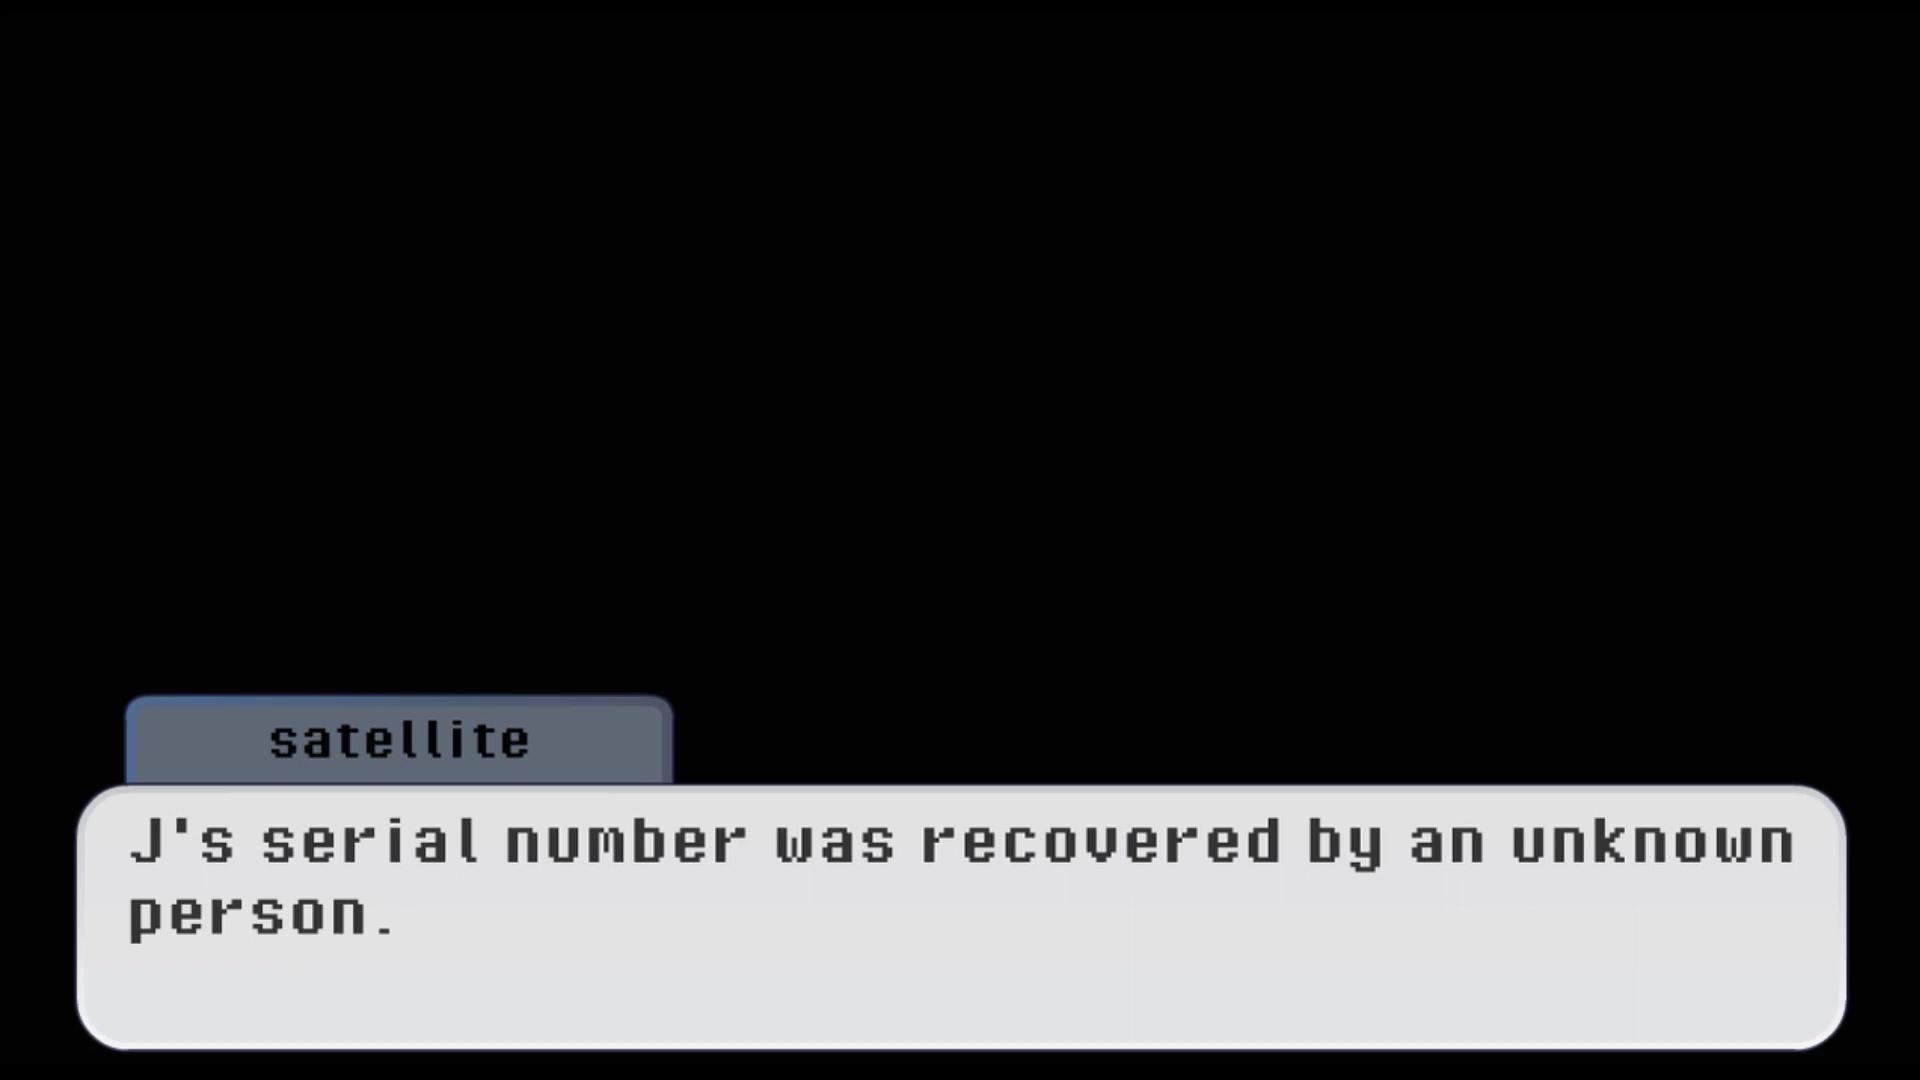 satellite
J's serial number was recovered by an unknown
person.